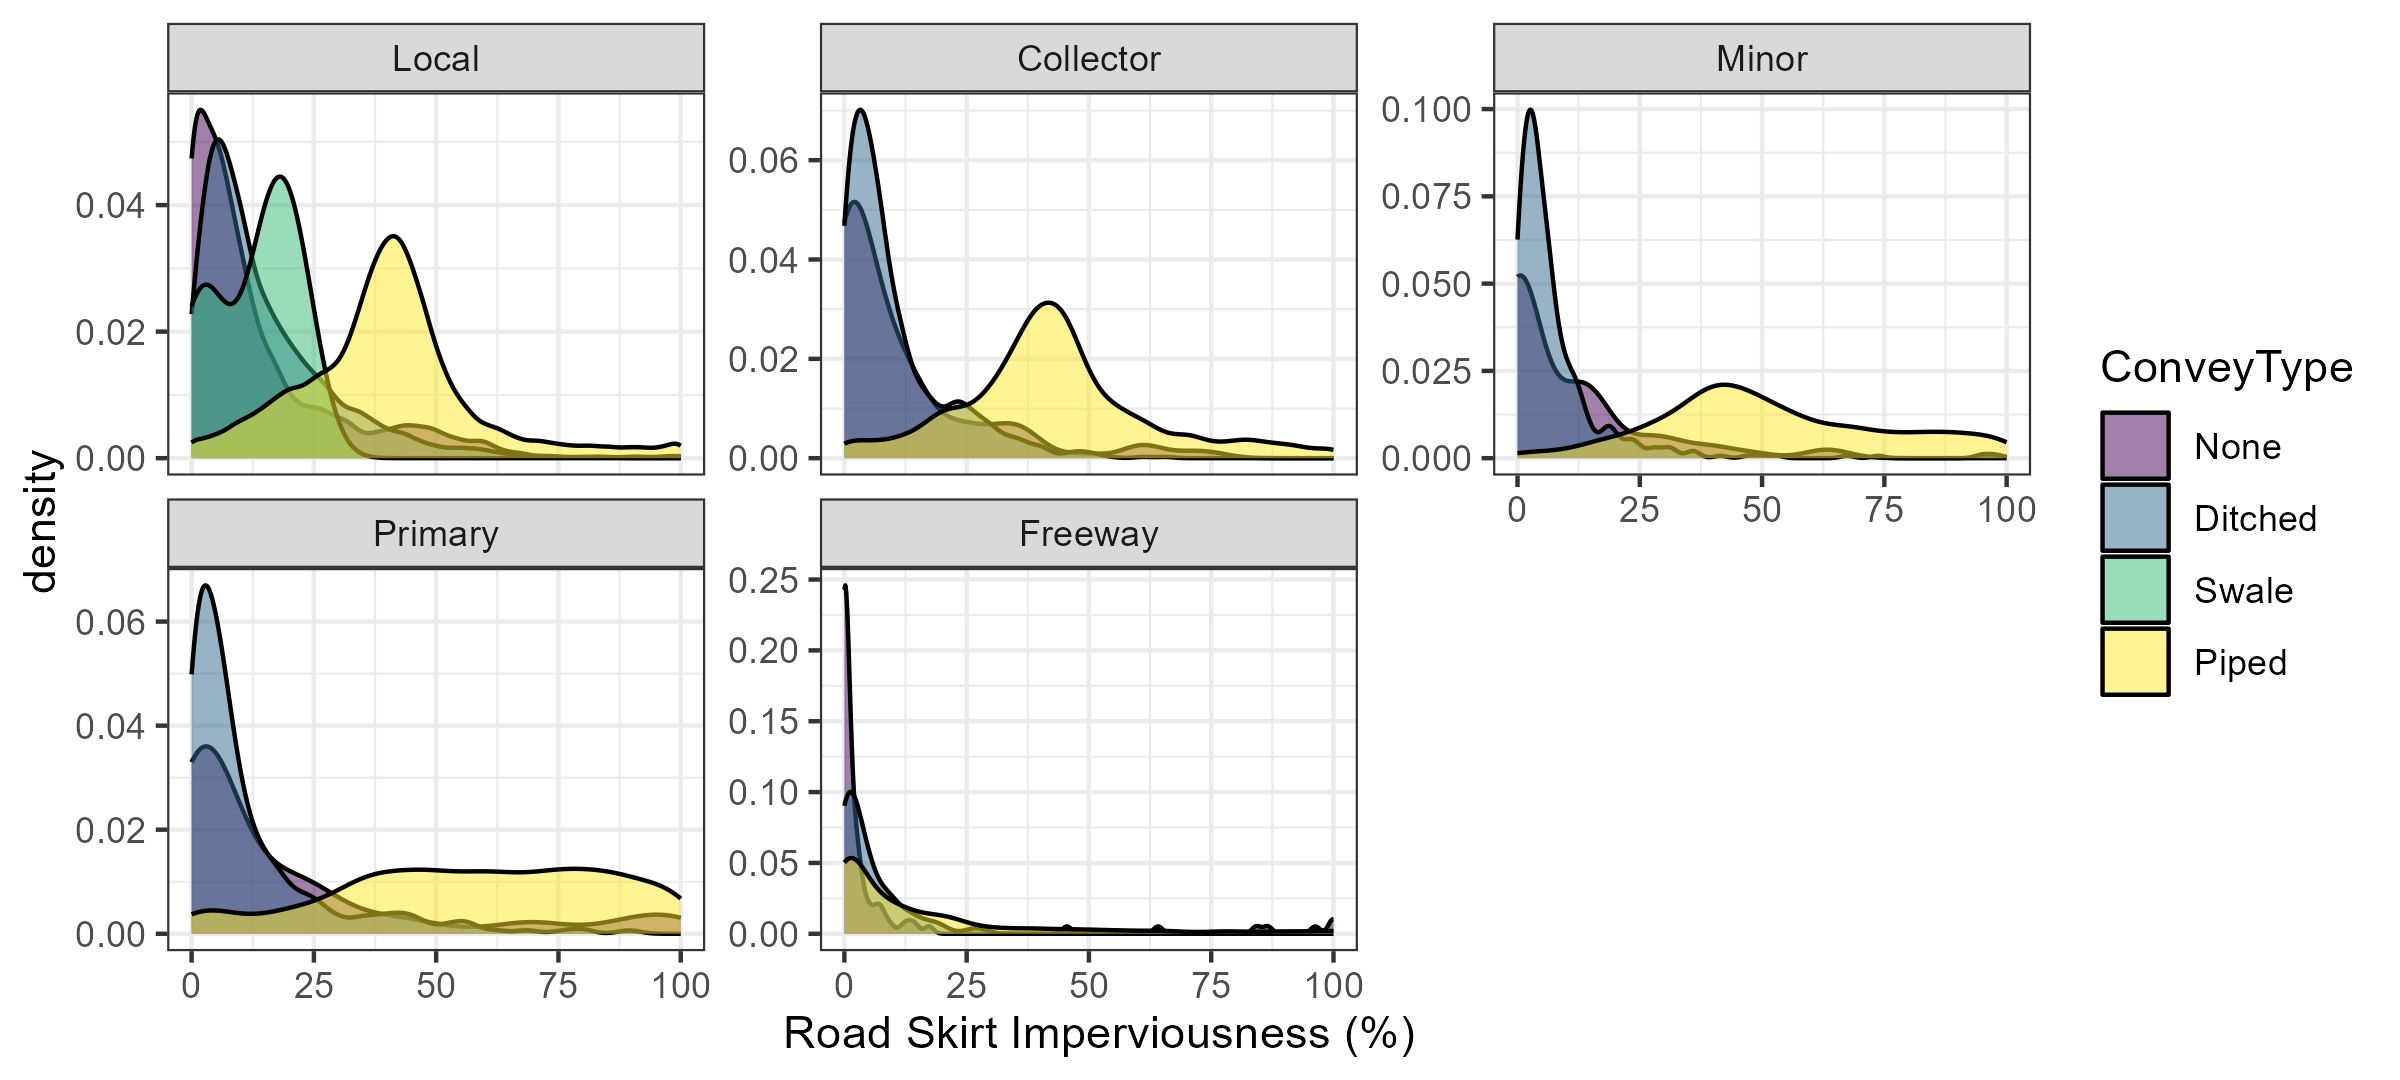 Local
Collector
Minor
0.04
0.02
0.00
0.06
0.04
0.02
0.00
0.100
0.075
0.050
0.025
0.000
0 25 50 75 100
Primary
Freeway
0.06
0.04
0.02
0.00
0.25
0.20
0.15
0.10
0.05
0.00
0 25 50 75 100
0 25 50 75 100
density
Road Skirt Imperviousness (%)
ConveyType
None
Ditched
Swale
Piped